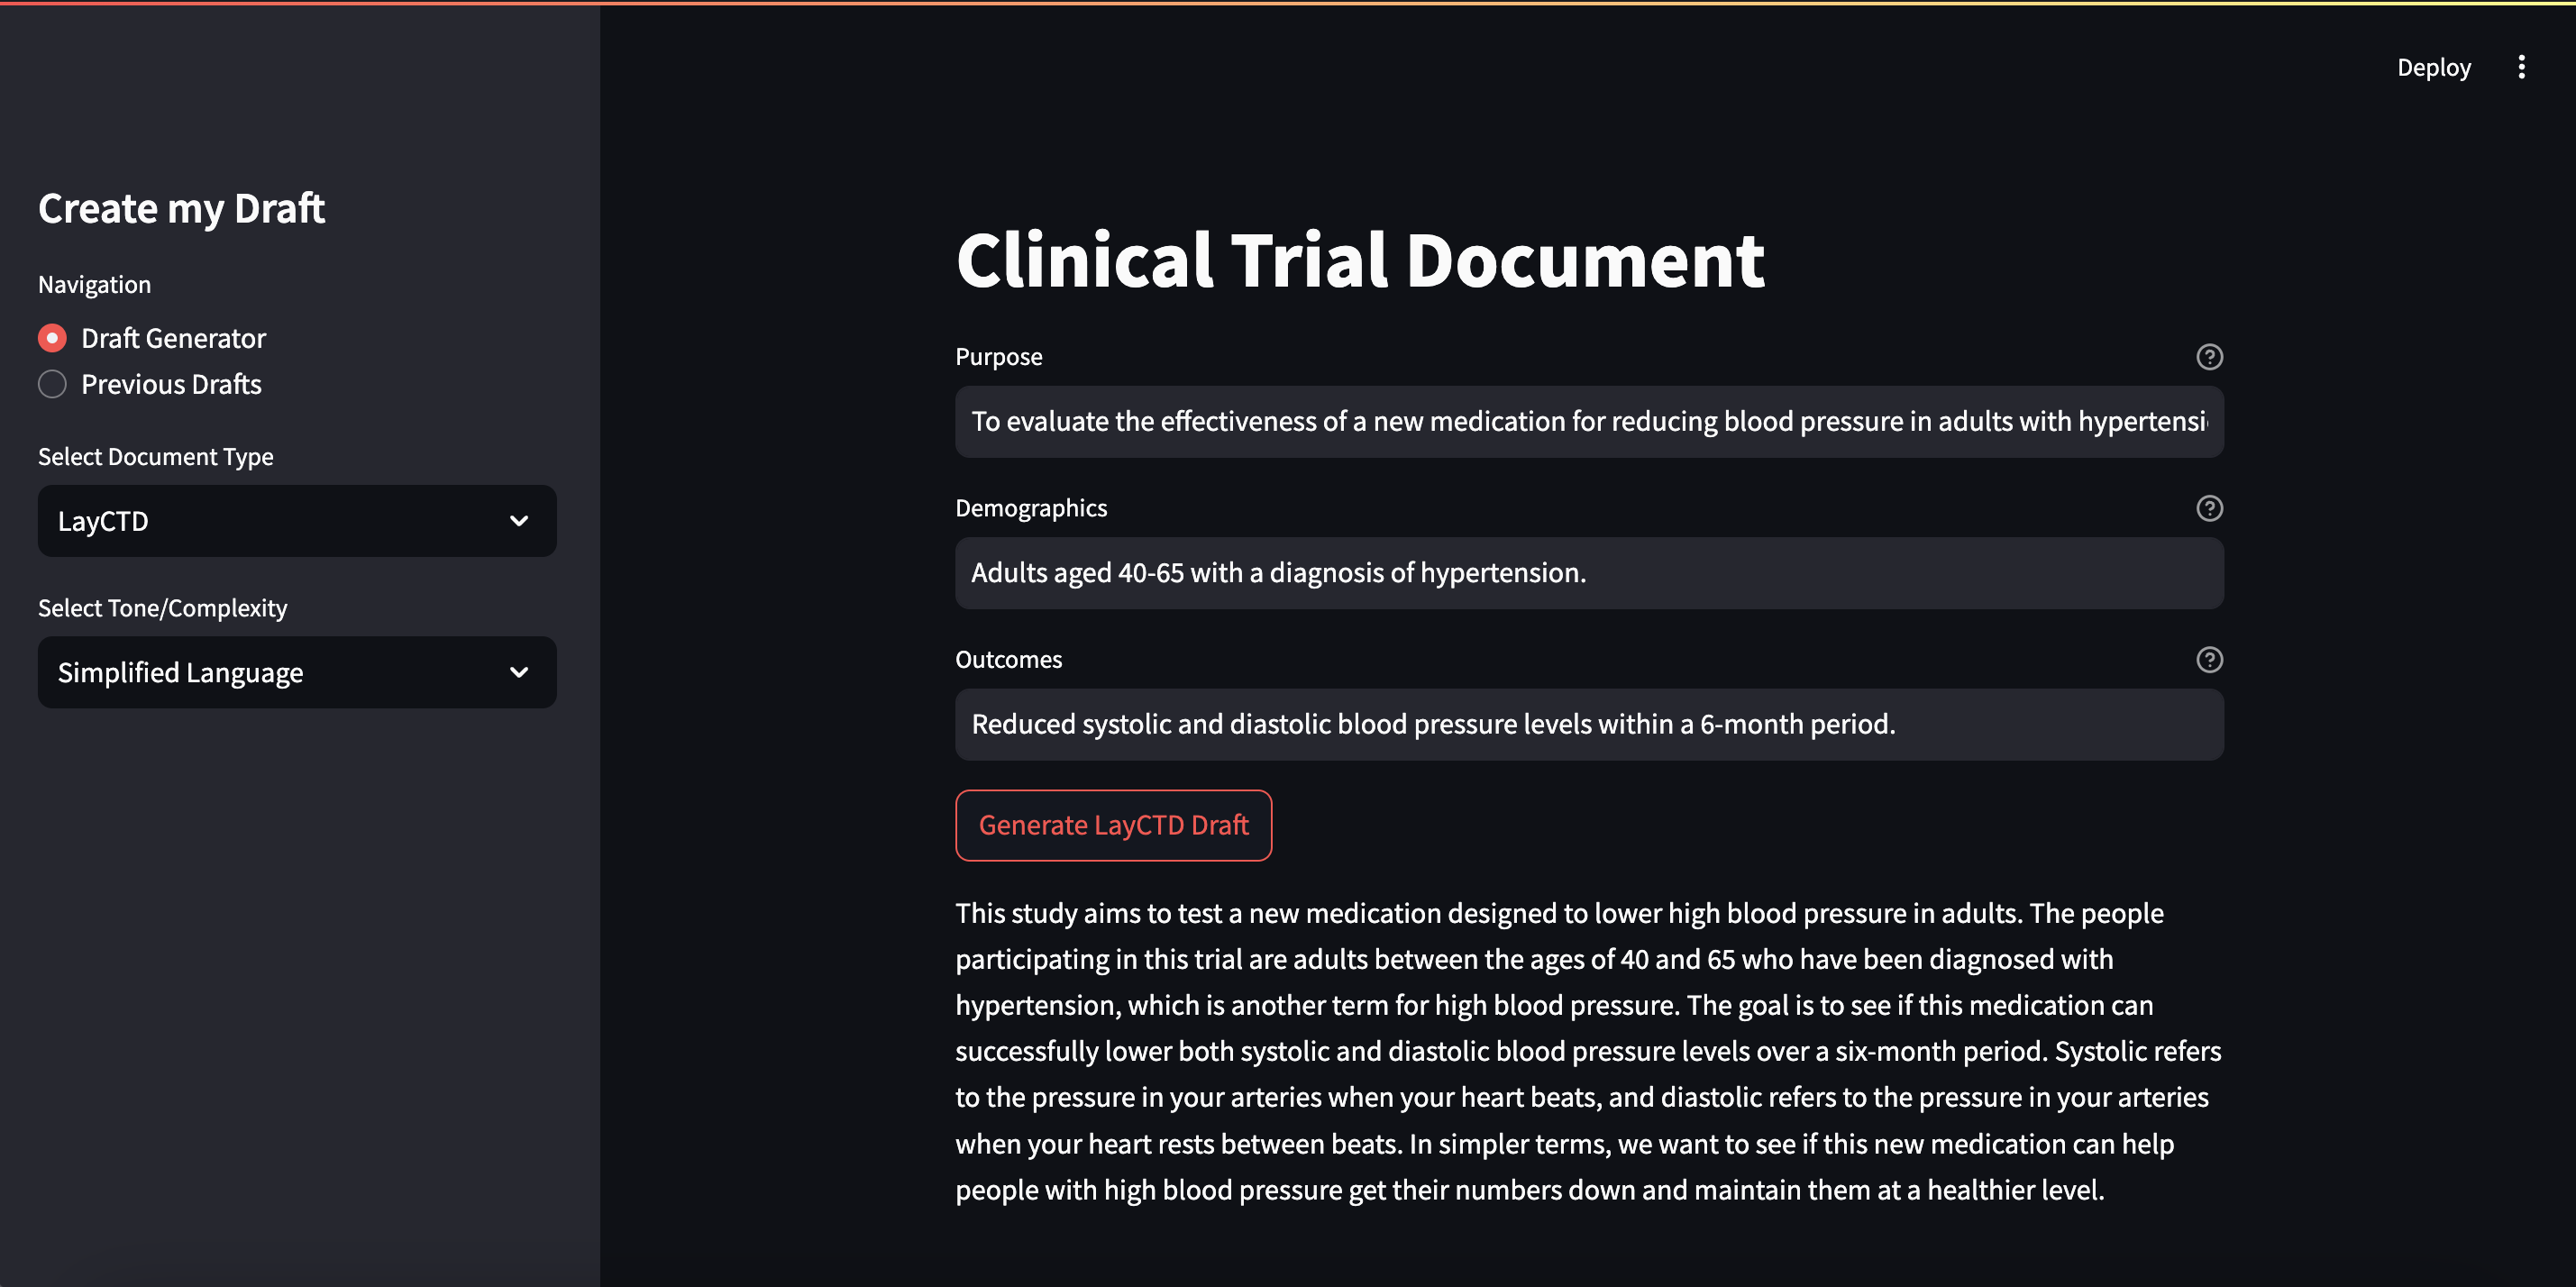 Deploy
Create my Draft
Navigation
Draft Generator
Previous Drafts
Select Document Type
LayCTD
Select Tone/Complexity
Simplified Language
Clinical Trial Document
Purpose
To evaluate the effectiveness of a new medication for reducing blood pressure in adults with hypertensi
Demographics
Adults aged 40-65 with a diagnosis of hypertension.
Outcomes
Reduced systolic and diastolic blood pressure levels within a 6-month period.
Generate LayCTD Draft
This study aims to test a new medication designed to lower high blood pressure in adults. The people
participating in this trial are adults between the ages of 40 and 65 who have been diagnosed with
hypertension, which is another term for high blood pressure. The goal is to see if this medication can
successfully lower both systolic and diastolic blood pressure levels over a six-month period. Systolic refers
to the pressure in your arteries when your heart beats, and diastolic refers to the pressure in your arteries
when your heart rests between beats. In simpler terms, we want to see if this new medication can help
people with high blood pressure get their numbers down and maintain them at a healthier level.